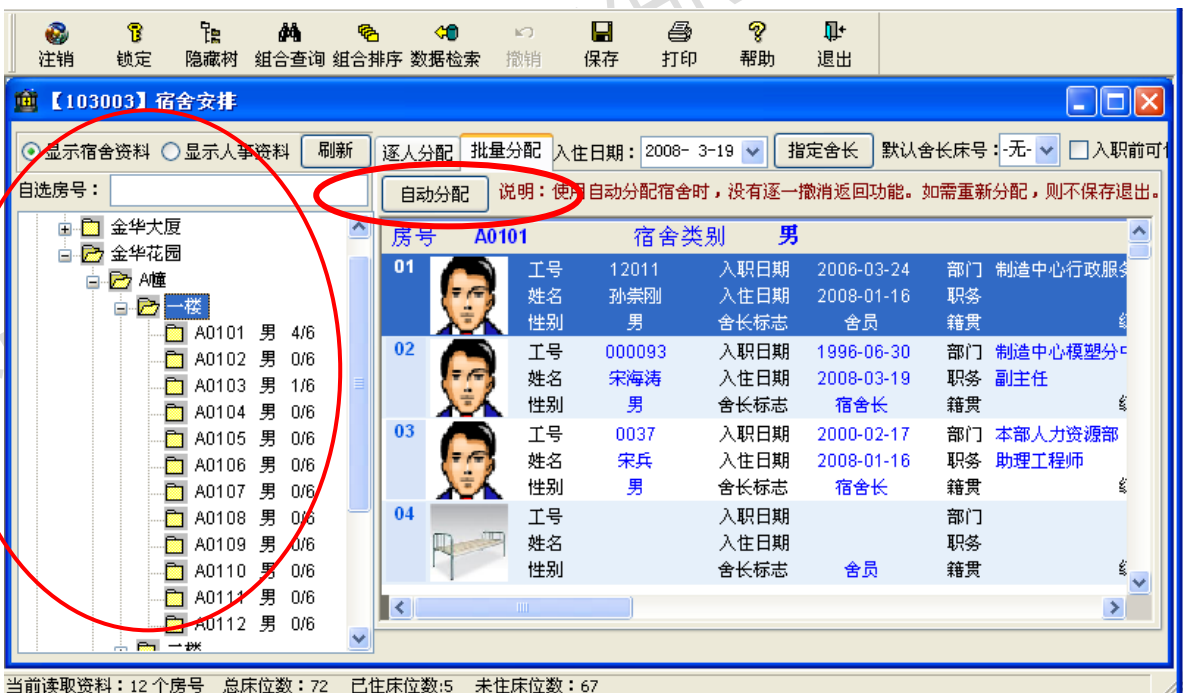 注销 锁定 隐藏树 组合查询 组合排序 数据检索 撤销 保存 打印 帮助 退出
【103003】宿舍安排
显示宿舍资料 显示人事资料 刷新 逐人分配 批量分配 入住日期： 2008- 3-19 指定舍长 默认舍长床号： -无- 入职前可
自选房号： 自动分配 说明：使用自动分配宿舍时，没有逐一撤消返回功能。如需重新分配，则不保存退出。
金华大厦
金华花园
A幢
一楼
A0101 男 4/6
A0102 男 0/6
A0103 男 1/6
A0104 男 0/6
A0105 男 0/6
A0106 男 0/6
A0107 男 0/6
A0108 男 0/6
A0109 男 0/6
A0110 男 0/6
A0111 男 0/6
A0112 男 0/6
二楼
房号 A0101 宿舍类别 男
01 工号 12011 入职日期 2006-03-24 部门 制造中心行政服务
姓名 孙崇刚 入住日期 2008-01-16 职务
性别 男 舍长标志 舍员 籍贯
02 工号 000093 入职日期 1996-06-30 部门 制造中心模塑分
姓名 宋海涛 入住日期 2008-03-19 职务 副主任
性别 男 舍长标志 宿舍长 籍贯
03 工号 0037 入职日期 2000-02-17 部门 本部人力资源部
姓名 宋兵 入住日期 2008-01-16 职务 助理工程师
性别 男 舍长标志 宿舍长 籍贯
04 工号 入职日期 部门
姓名 入住日期 职务
性别 舍长标志 舍员 籍贯
当前读取资料：12个房号 总床位数：72 已住床位数:5 未住床位数：67